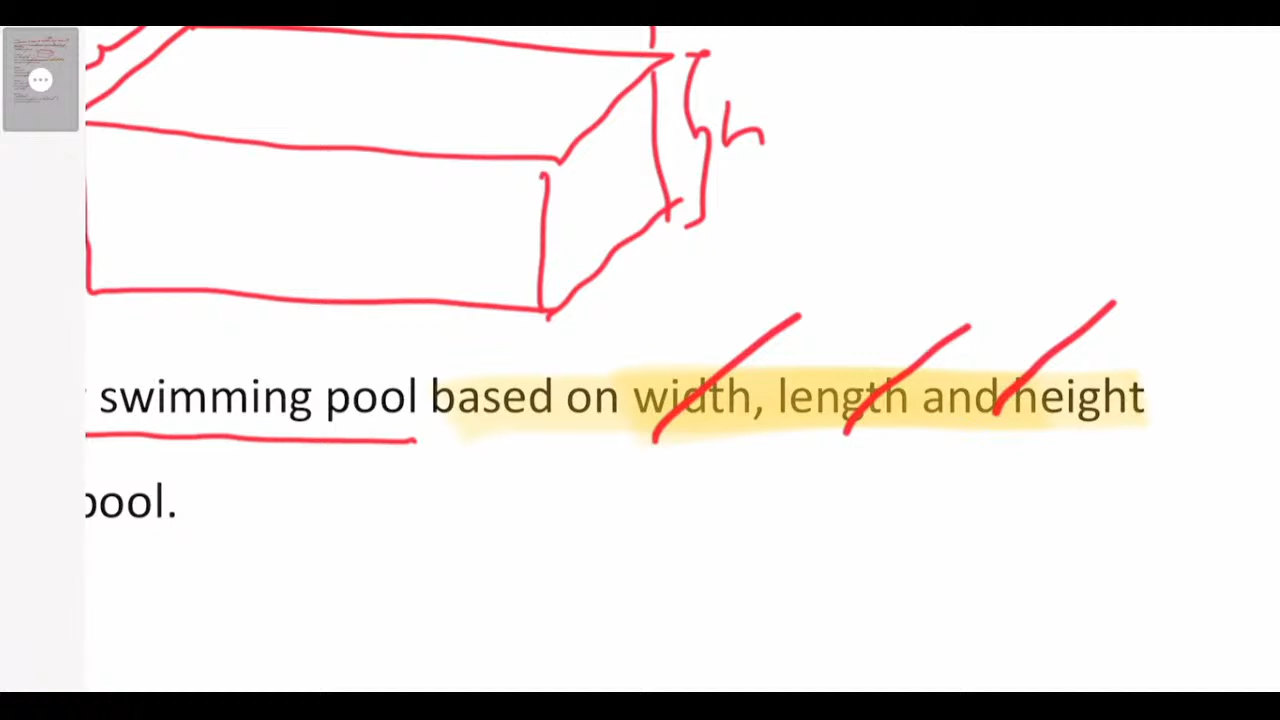 h
swimming pool based on width, length and height
pool.